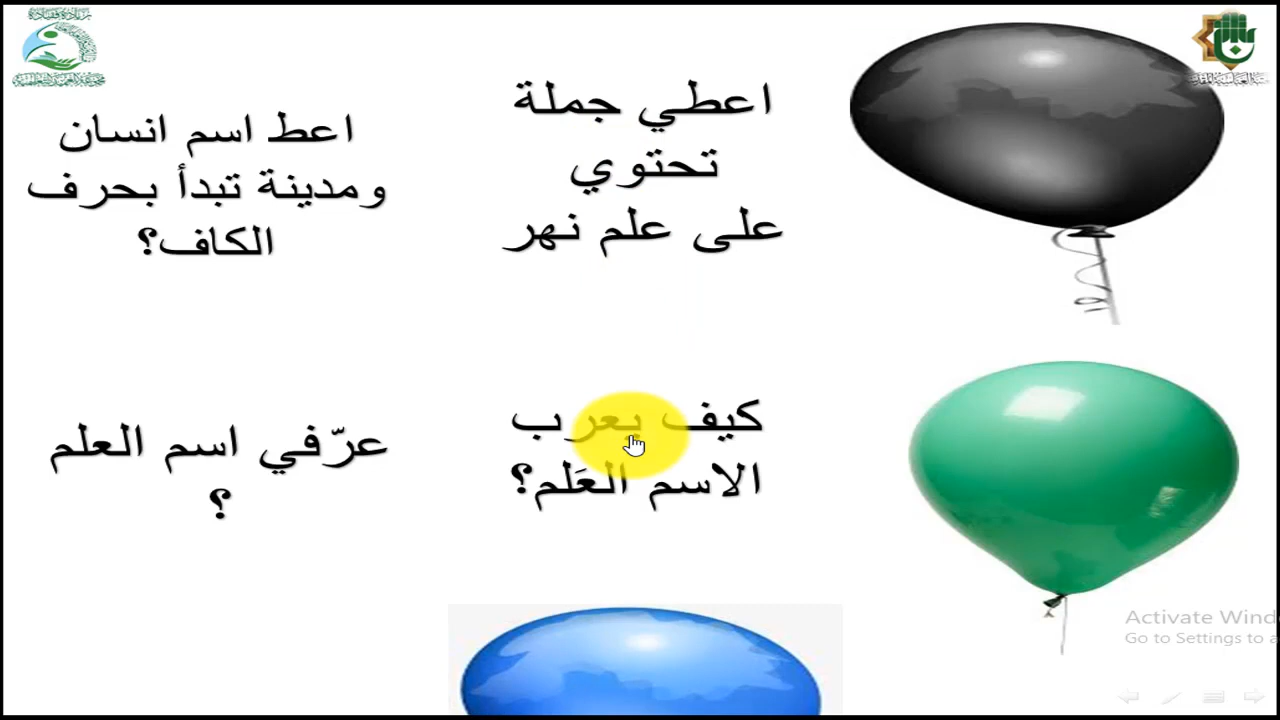 اعطي جملة
تحتوي
على علم نهر
اعط اسم انسان
ومدينة تبدأ بحرف
الكاف؟
كيف يعرب
الاسم العَلم؟
عرّفي اسم العلم
؟
Activate Wind
Go to Settings to a